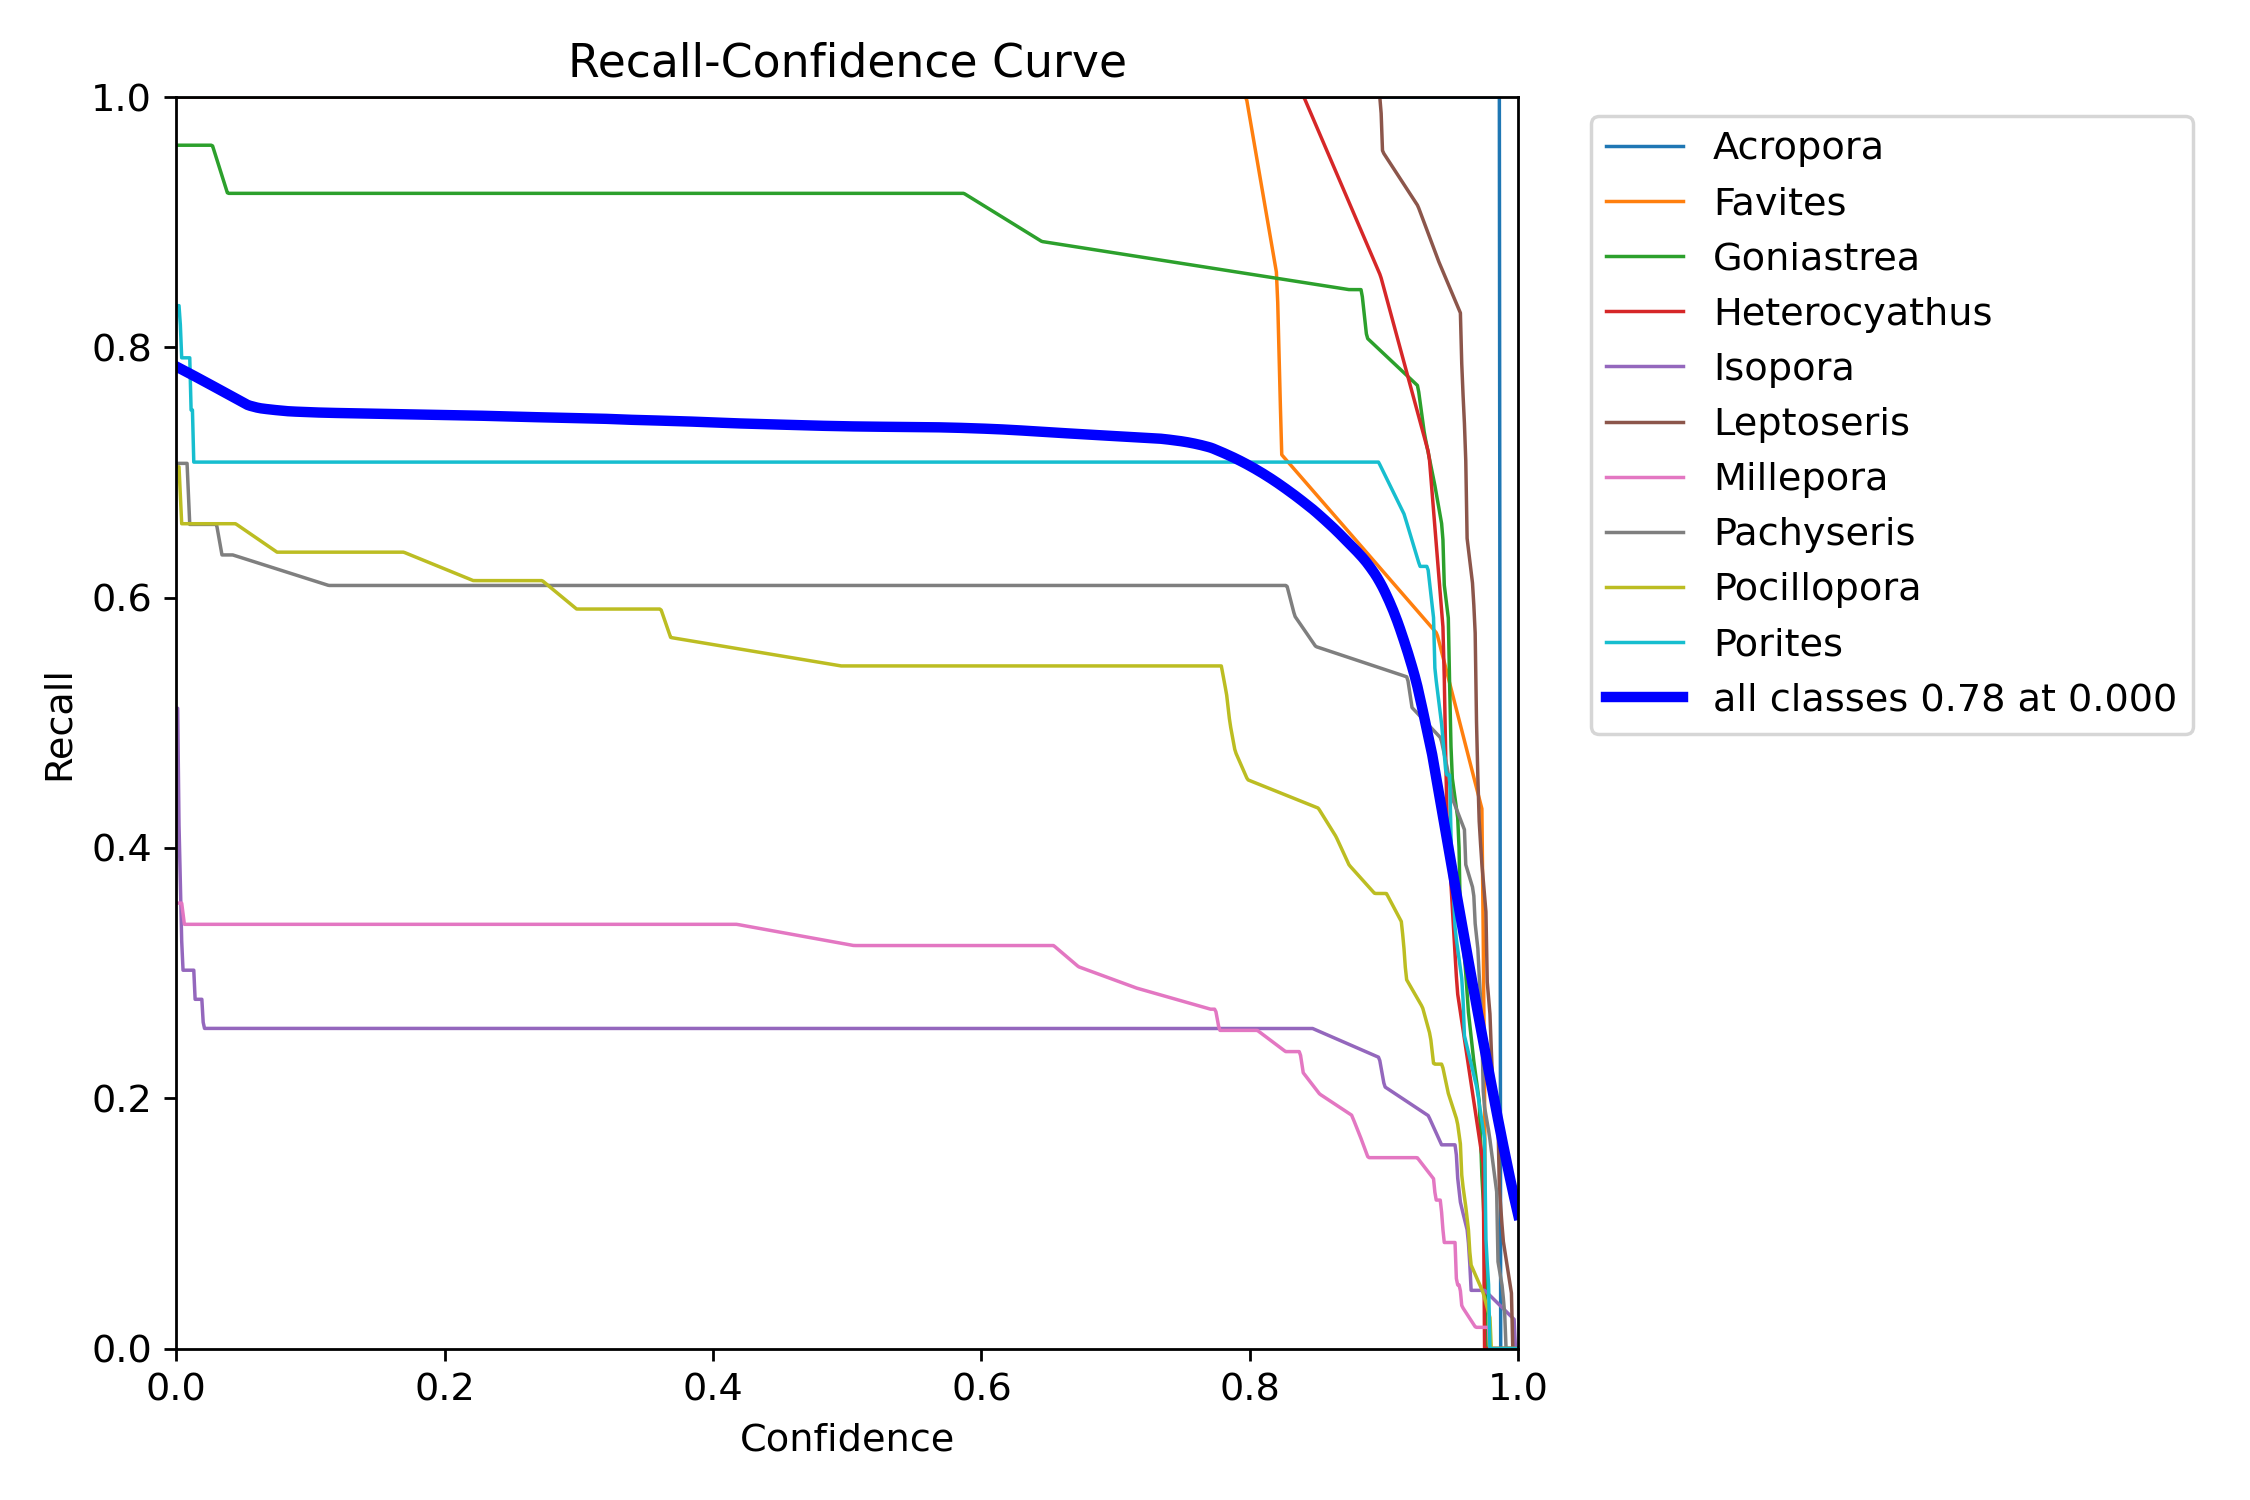 Recall-Confidence Curve
1.0
0.8
0.6
0.4
0.2
0.0
Recall
0.0 0.2 0.4 0.6 0.8 1.0
Confidence
Acropora
Favites
Goniastrea
Heterocyathus
Isopora
Leptoseris
Millepora
Pachyseris
Pocillopora
Porites
all classes 0.78 at 0.000